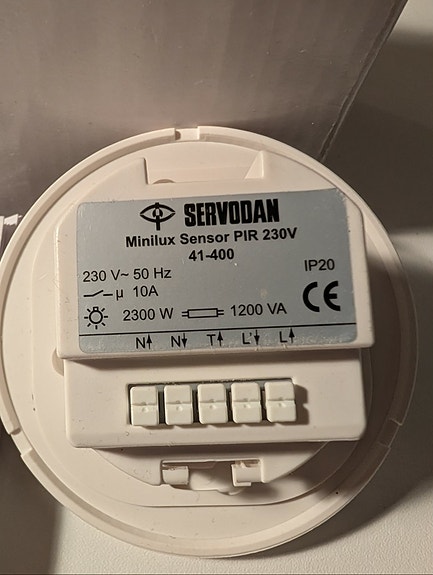 SERVODAN
Minilux Sensor PIR 230V
41-400
IP20
230 V~ 50 Hz
µ 10A
CE
2300 W 1200 VA
N↑ N↓ T↑ L'↓ L↑